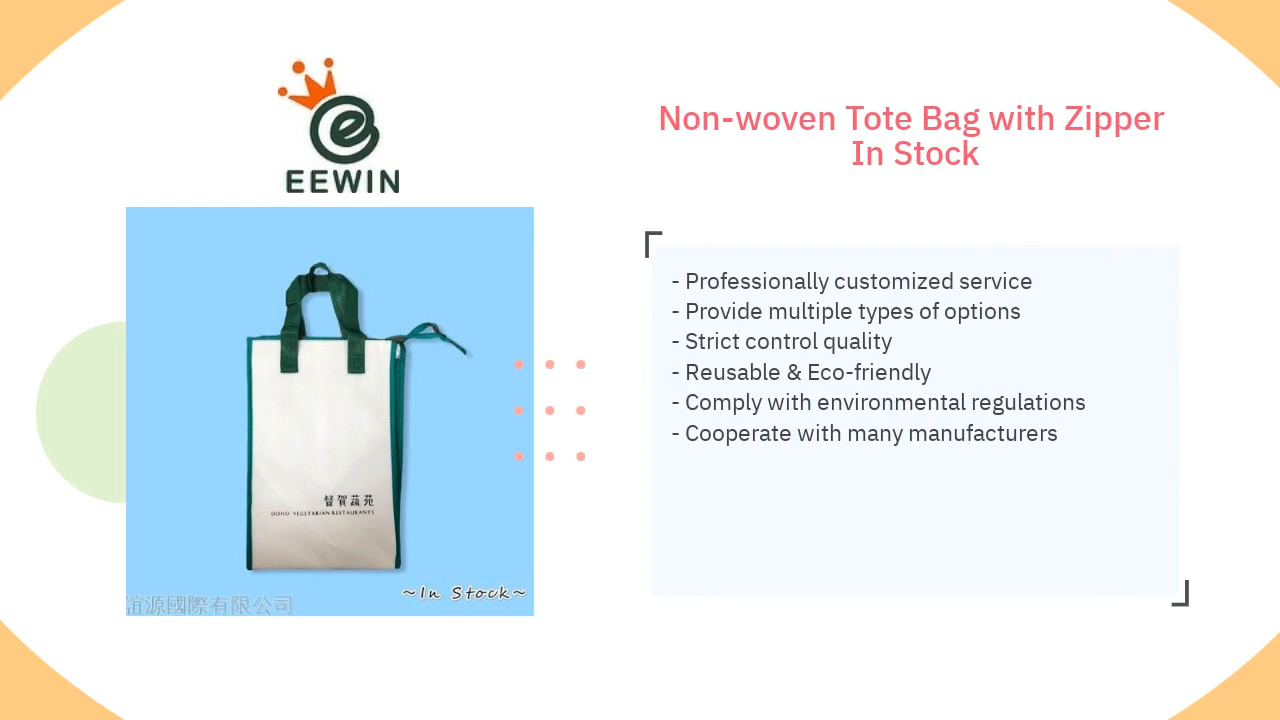 EEWIN
Non-woven Tote Bag with Zipper
In Stock
- Professionally customized service
- Provide multiple types of options
- Strict control quality
- Reusable & Eco-friendly
- Comply with environmental regulations
- Cooperate with many manufacturers
督賀蔬苑
DOHO VEGETARIAN RESTAURANTS
~In Stock~
誼源國際有限公司